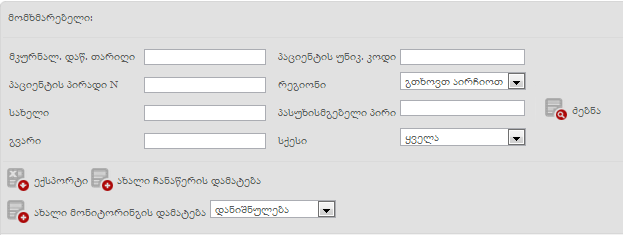 მომხმარებელი:
მკურნალ. დაწ. თარიღი პაციენტის უნიკ. კოდი
პაციენტის პირადი N რეგიონი გთხოვთ აირჩიოთ
სახელი პასუხისმგებელი პირი ძებნა
გვარი სქესი ყველა
ექსპორტი ახალი ჩანაწერის დამატება
ახალი მონიტორინგის დამატება დანიშნულება